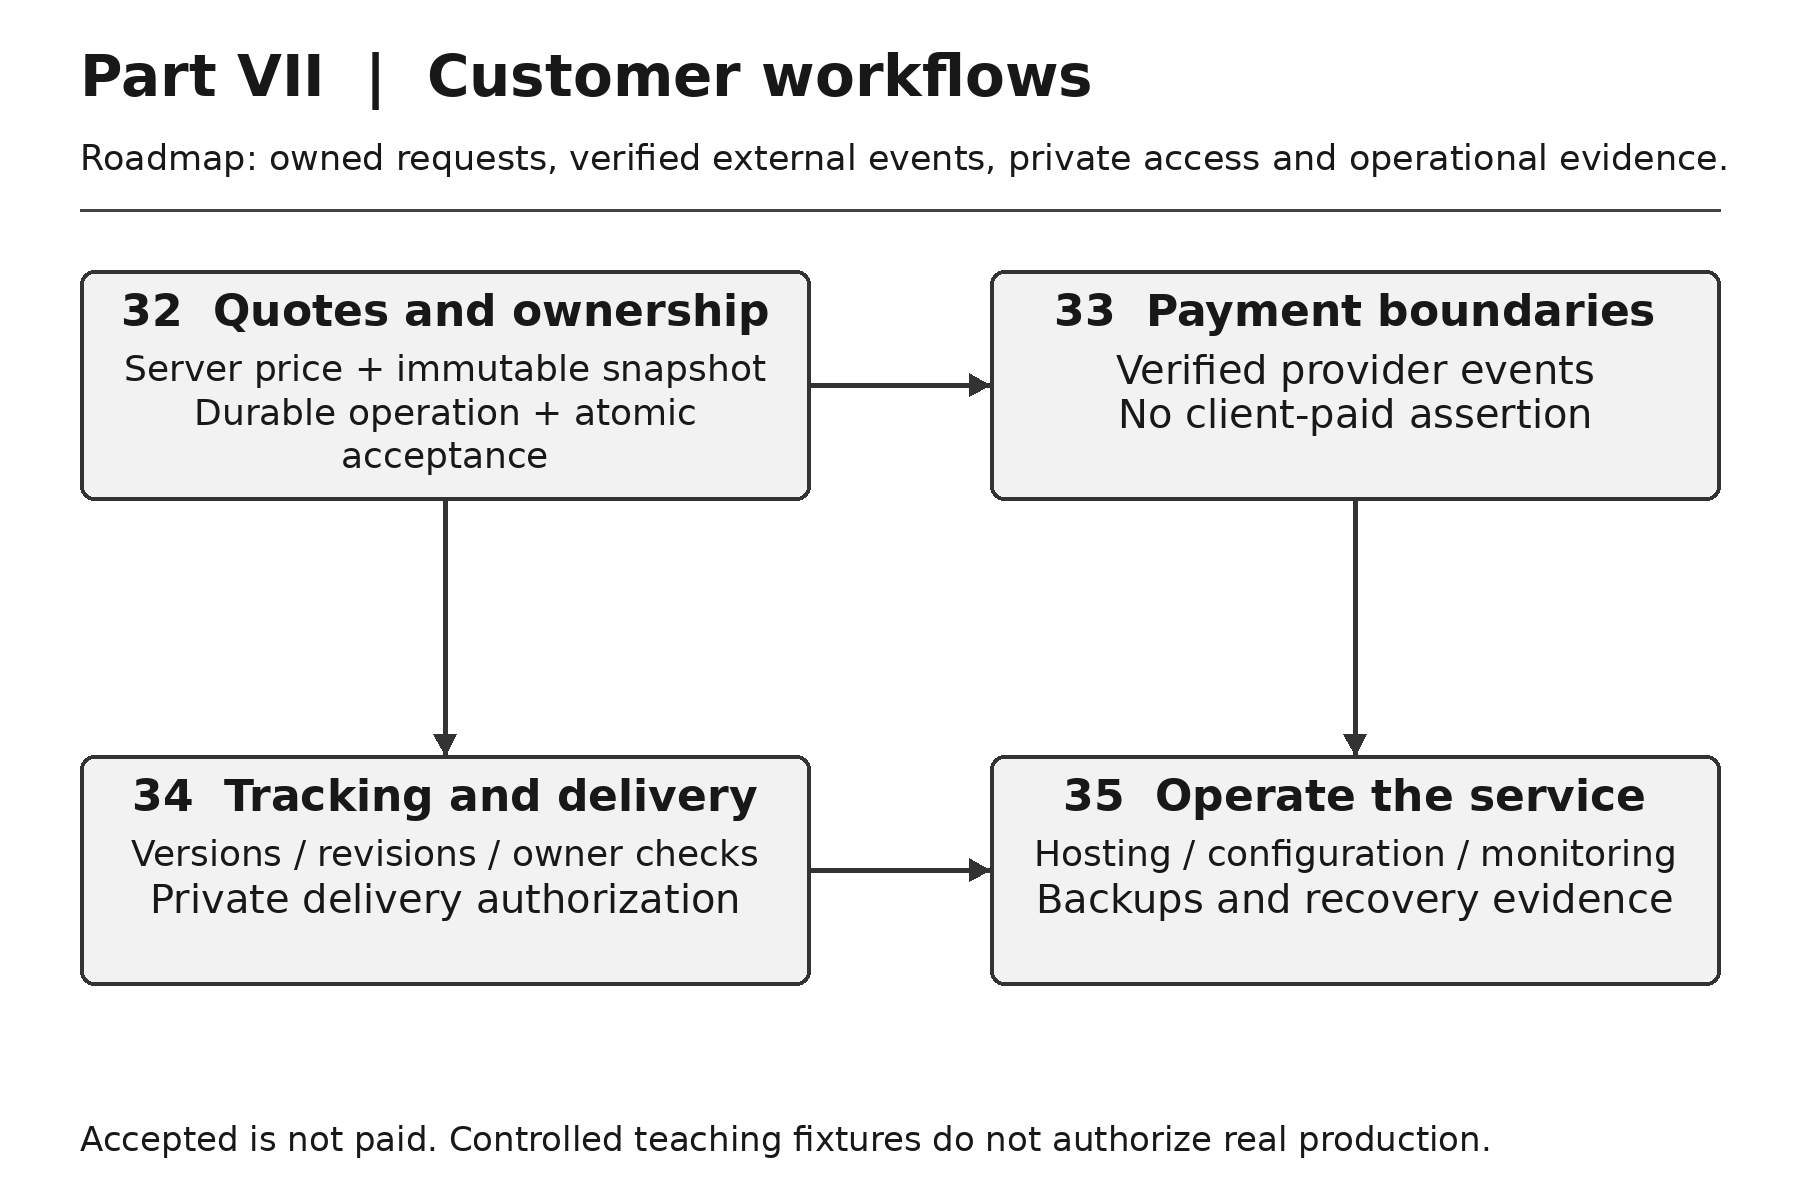 Part VII | Customer workflows
Roadmap: owned requests, verified external events, private access and operational evidence.
32 Quotes and ownership
Server price + immutable snapshot
Durable operation + atomic
acceptance
33 Payment boundaries
Verified provider events
No client-paid assertion
34 Tracking and delivery
Versions / revisions / owner checks
Private delivery authorization
35 Operate the service
Hosting / configuration / monitoring
Backups and recovery evidence
Accepted is not paid. Controlled teaching fixtures do not authorize real production.